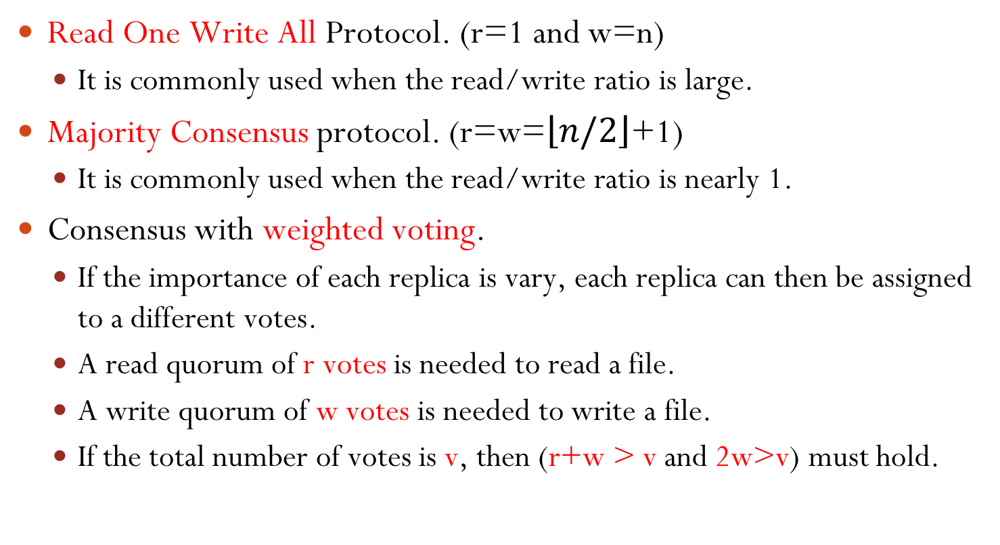 • Read One Write All Protocol. (r=1 and w=n)
• It is commonly used when the read/write ratio is large.
• Majority Consensus protocol. (r=w=⌊n/2⌋+1)
• It is commonly used when the read/write ratio is nearly 1.
• Consensus with weighted voting.
• If the importance of each replica is vary, each replica can then be assigned
to a different votes.
• A read quorum of r votes is needed to read a file.
• A write quorum of w votes is needed to write a file.
• If the total number of votes is v, then (r+w > v and 2w>v) must hold.